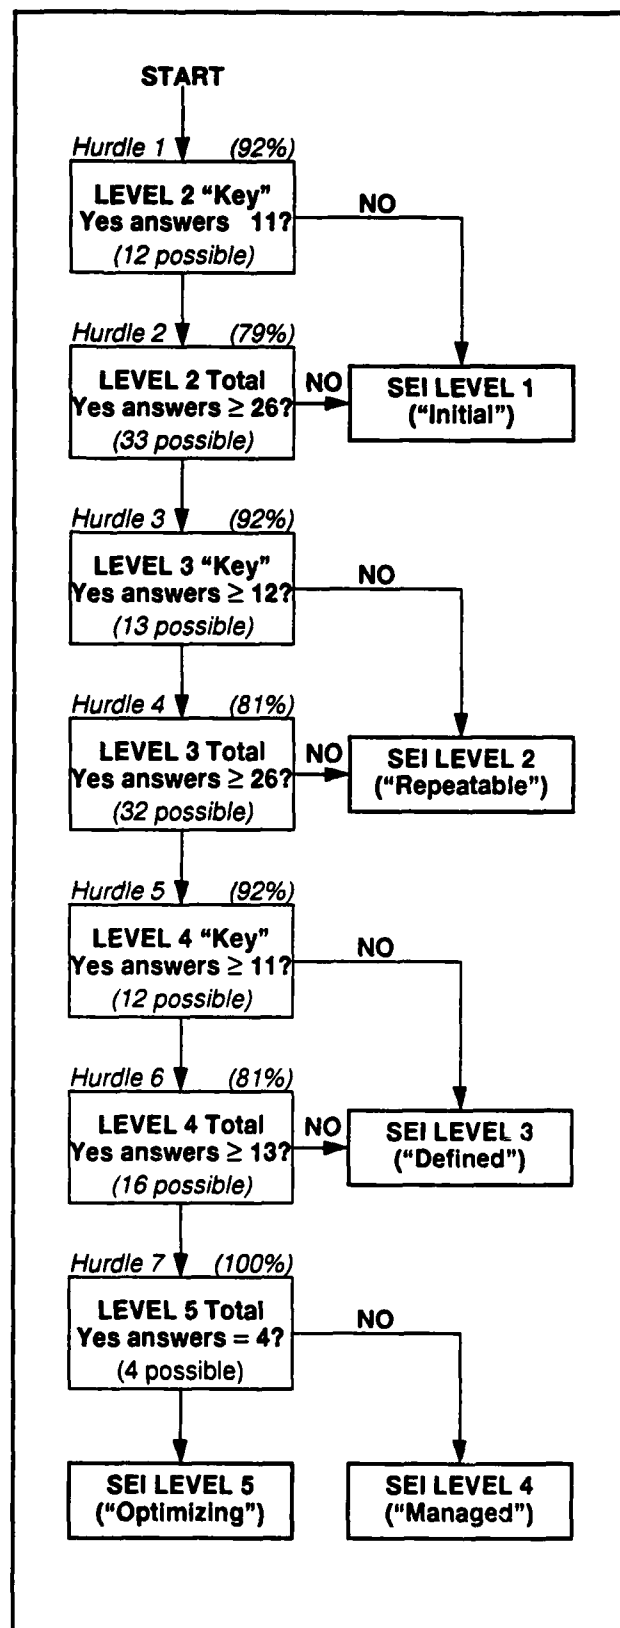 START
Hurdle 1 (92%)
LEVEL 2 “Key”
Yes answers 11?
(12 possible)
NO
Hurdle 2 (79%)
LEVEL 2 Total
Yes answers ≥ 26?
(33 possible)
NO
SEI LEVEL 1
(“Initial”)
Hurdle 3 (92%)
LEVEL 3 “Key”
Yes answers ≥ 12?
(13 possible)
NO
Hurdle 4 (81%)
LEVEL 3 Total
Yes answers ≥ 26?
(32 possible)
NO
SEI LEVEL 2
(“Repeatable”)
Hurdle 5 (92%)
LEVEL 4 “Key”
Yes answers ≥ 11?
(12 possible)
NO
Hurdle 6 (81%)
LEVEL 4 Total
Yes answers ≥ 13?
(16 possible)
NO
SEI LEVEL 3
(“Defined”)
Hurdle 7 (100%)
LEVEL 5 Total
Yes answers = 4?
(4 possible)
NO
SEI LEVEL 5
(“Optimizing”)
SEI LEVEL 4
(“Managed”)